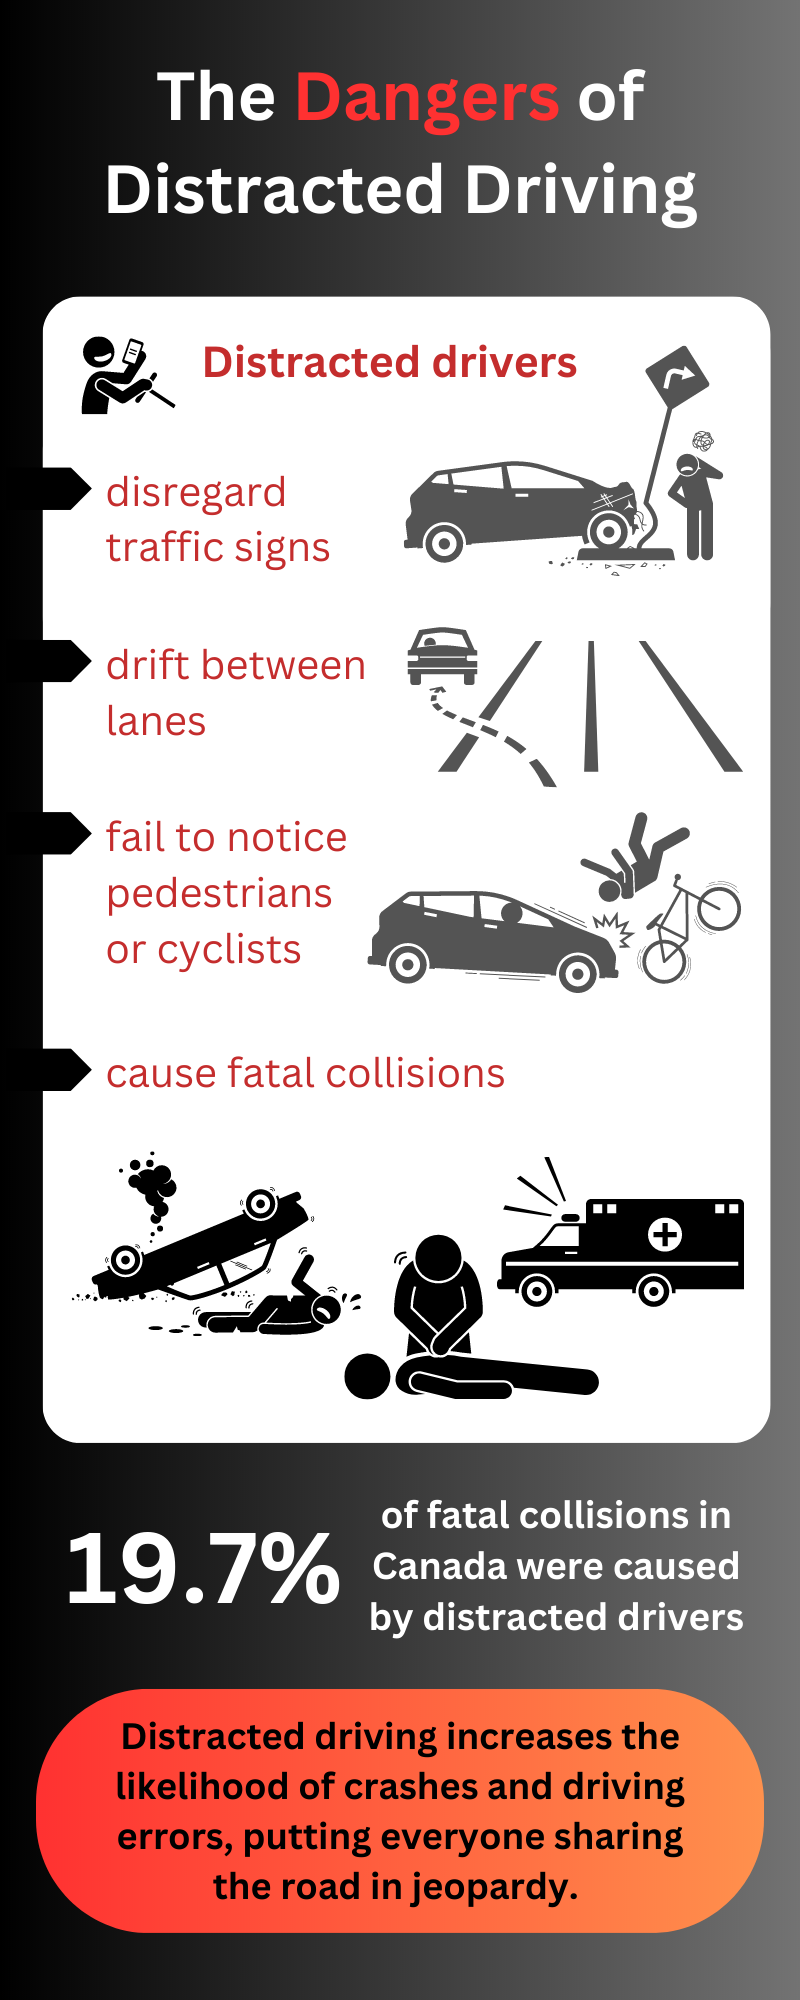 The Dangers of
Distracted Driving
Distracted drivers
disregard
traffic signs
drift between
lanes
fail to notice
pedestrians
or cyclists
cause fatal collisions
19.7%
of fatal collisions in
Canada were caused
by distracted drivers
Distracted driving increases the
likelihood of crashes and driving
errors, putting everyone sharing
the road in jeopardy.